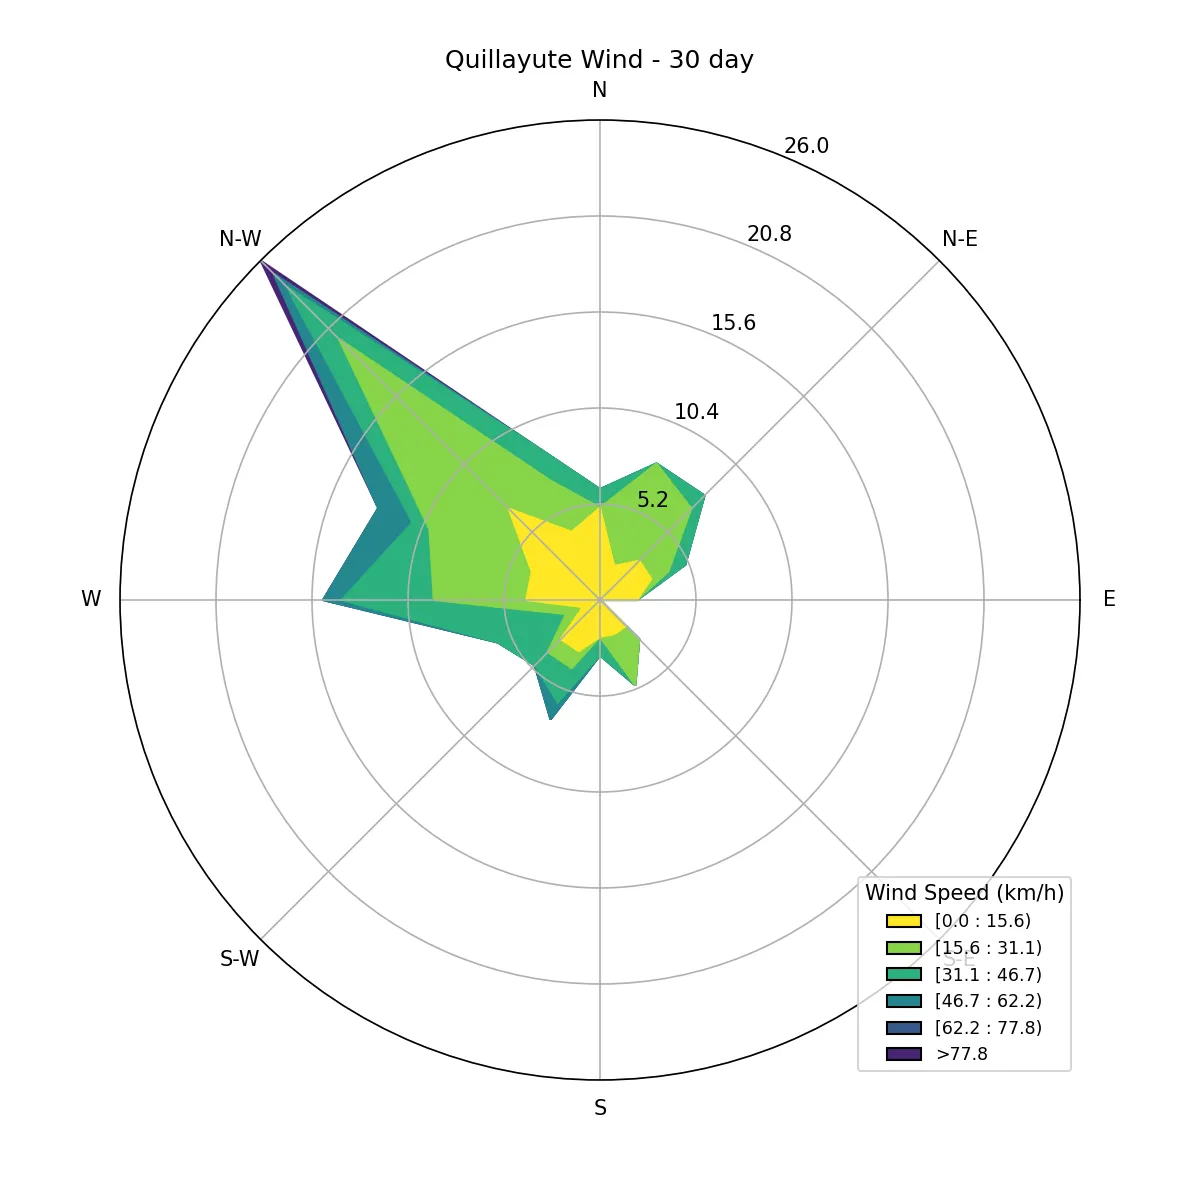 Quillayute Wind - 30 day
N
26.0
20.8
N-W
N-E
15.6
10.4
5.2
W
E
S-W
S-E
S
Wind Speed (km/h)
[0.0 : 15.6)
[15.6 : 31.1)
[31.1 : 46.7)
[46.7 : 62.2)
[62.2 : 77.8)
>77.8